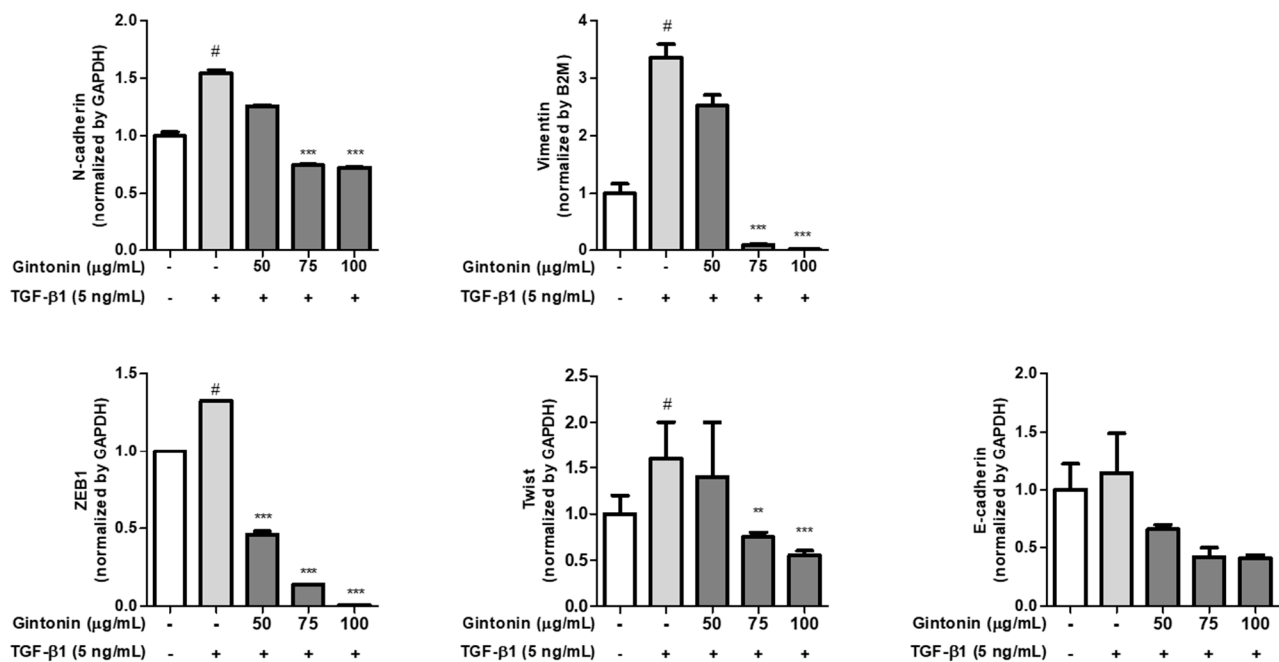 N-cadherin
(normalized by GAPDH)
2.0
1.5
1.0
0.5
0.0
#
***
***
Gintonin (μg/mL) - - 50 75 100
TGF-β1 (5 ng/mL) - + + + +
Vimentin
(normalized by B2M)
4
3
2
1
0
#
***
***
Gintonin (μg/mL) - - 50 75 100
TGF-β1 (5 ng/mL) - + + + +
ZEB1
(normalized by GAPDH)
1.5
1.0
0.5
0.0
#
***
***
***
Gintonin (μg/mL) - - 50 75 100
TGF-β1 (5 ng/mL) - + + + +
Twist
(normalized by GAPDH)
2.5
2.0
1.5
1.0
0.5
0.0
#
**
***
Gintonin (μg/mL) - - 50 75 100
TGF-β1 (5 ng/mL) - + + + +
E-cadherin
(normalized by GAPDH)
2.0
1.5
1.0
0.5
0.0
Gintonin (μg/mL) - - 50 75 100
TGF-β1 (5 ng/mL) - + + + +